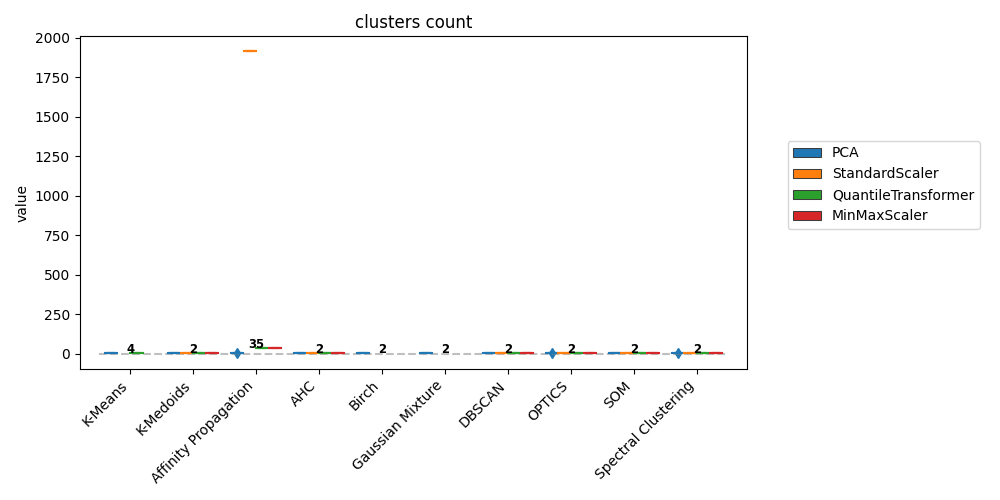 clusters count
2000
1750
1500
1250
1000
750
500
250
0
value
4
2
35
2
2
2
2
2
2
2
K-Means
K-Medoids
Affinity Propagation
AHC
Birch
Gaussian Mixture
DBSCAN
OPTICS
SOM
Spectral Clustering
PCA
StandardScaler
QuantileTransformer
MinMaxScaler